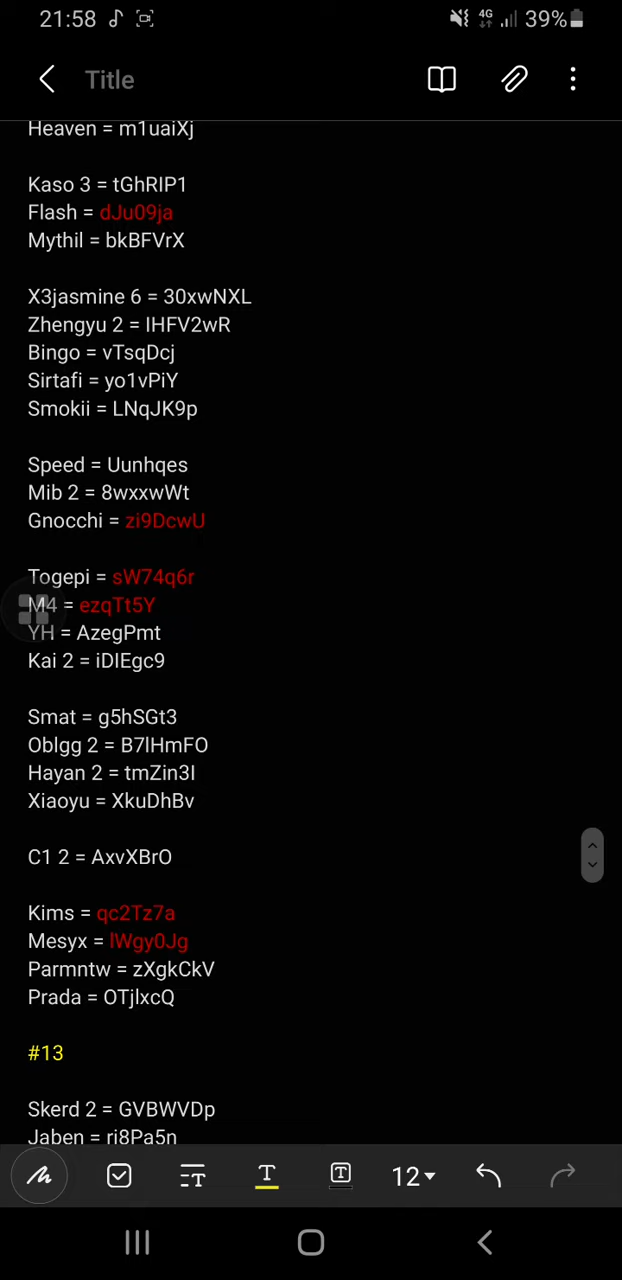 21:58 4G 39%
Title
Heaven = m1uaiXj
Kaso 3 = tGhRIP1
Flash = dJu09ja
Mythil = bkBFVrX
X3jasmine 6 = 30xwNXL
Zhengyu 2 = IHFV2wR
Bingo = vTsqDcj
Sirtafi = yo1vPiY
Smokii = LNqJK9p
Speed = Uunhqes
Mib 2 = 8wxxwWt
Gnocchi = zi9DcwU
Togepi = sW74q6r
M4 = ezqTt5Y
YH = AzegPmt
Kai 2 = iDIEgc9
Smat = g5hSGt3
Oblgg 2 = B7lHmFO
Hayan 2 = tmZin3I
Xiaoyu = XkuDhBv
C1 2 = AxvXBrO
Kims = qc2Tz7a
Mesyx = lWgy0Jg
Parmntw = zXgkCkV
Prada = OTjlxcQ
#13
Skerd 2 = GVBWVDp
Jaben = ri8Pa5n
12